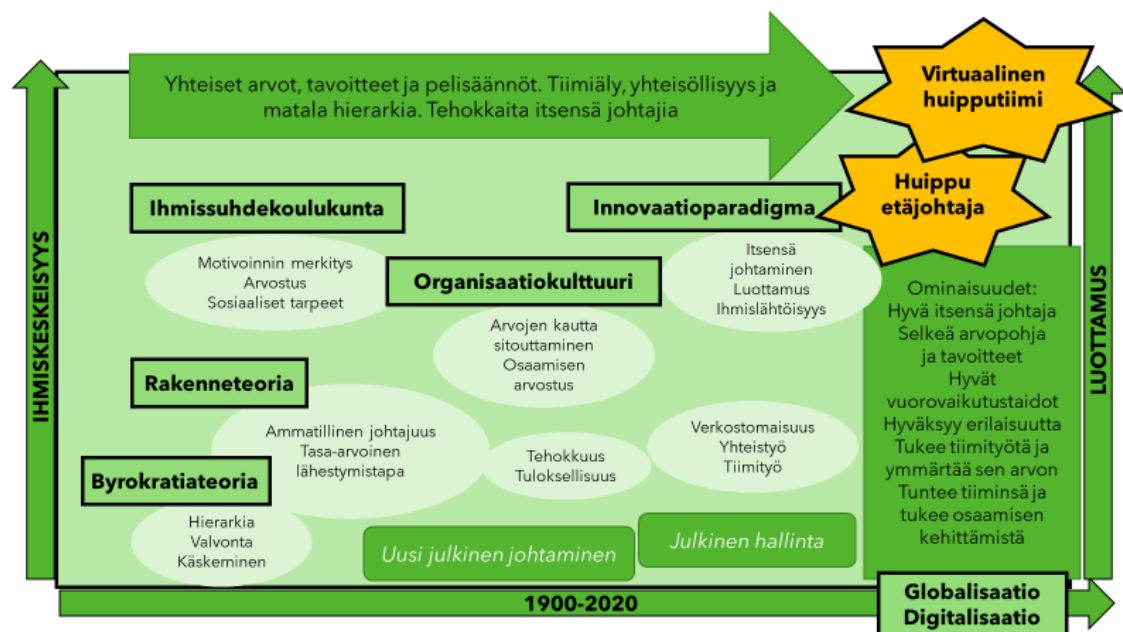 Yhteiset arvot, tavoitteet ja pelisäännöt. Tiimiäly, yhteisöllisyys ja
matala hierarkia. Tehokkaita itsensä johtajia
Virtuaalinen
huipputiimi
Huippu
etäjohtaja
IHMISKESKEISYYS
LUOTTAMUS
Ihmissuhdekoulukunta
Motivoinnin merkitys
Arvostus
Sosiaaliset tarpeet
Innovaatioparadigma
Itsensä
johtaminen
Luottamus
Ihmislähtöisyys
Organisaatiokulttuuri
Arvojen kautta
sitouttaminen
Osaamisen
arvostus
Rakenneteoria
Ammatillinen johtajuus
Tasa-arvoinen
lähestymistapa
Tehokkuus
Tuloksellisuus
Verkostomaisuus
Yhteistyö
Tiimityö
Byrokratiateoria
Hierarkia
Valvonta
Käskeminen
Uusi julkinen johtaminen
Julkinen hallinta
Ominaisuudet:
Hyvä itsensä johtaja
Selkeä arvopohja
ja tavoitteet
Hyvät
vuorovaikutustaidot
Hyväksyy erilaisuutta
Tukee tiimityötä ja
ymmärtää sen arvon
Tuntee tiiminsä ja
tukee osaamisen
kehittämistä
1900-2020
Globalisaatio
Digitalisaatio